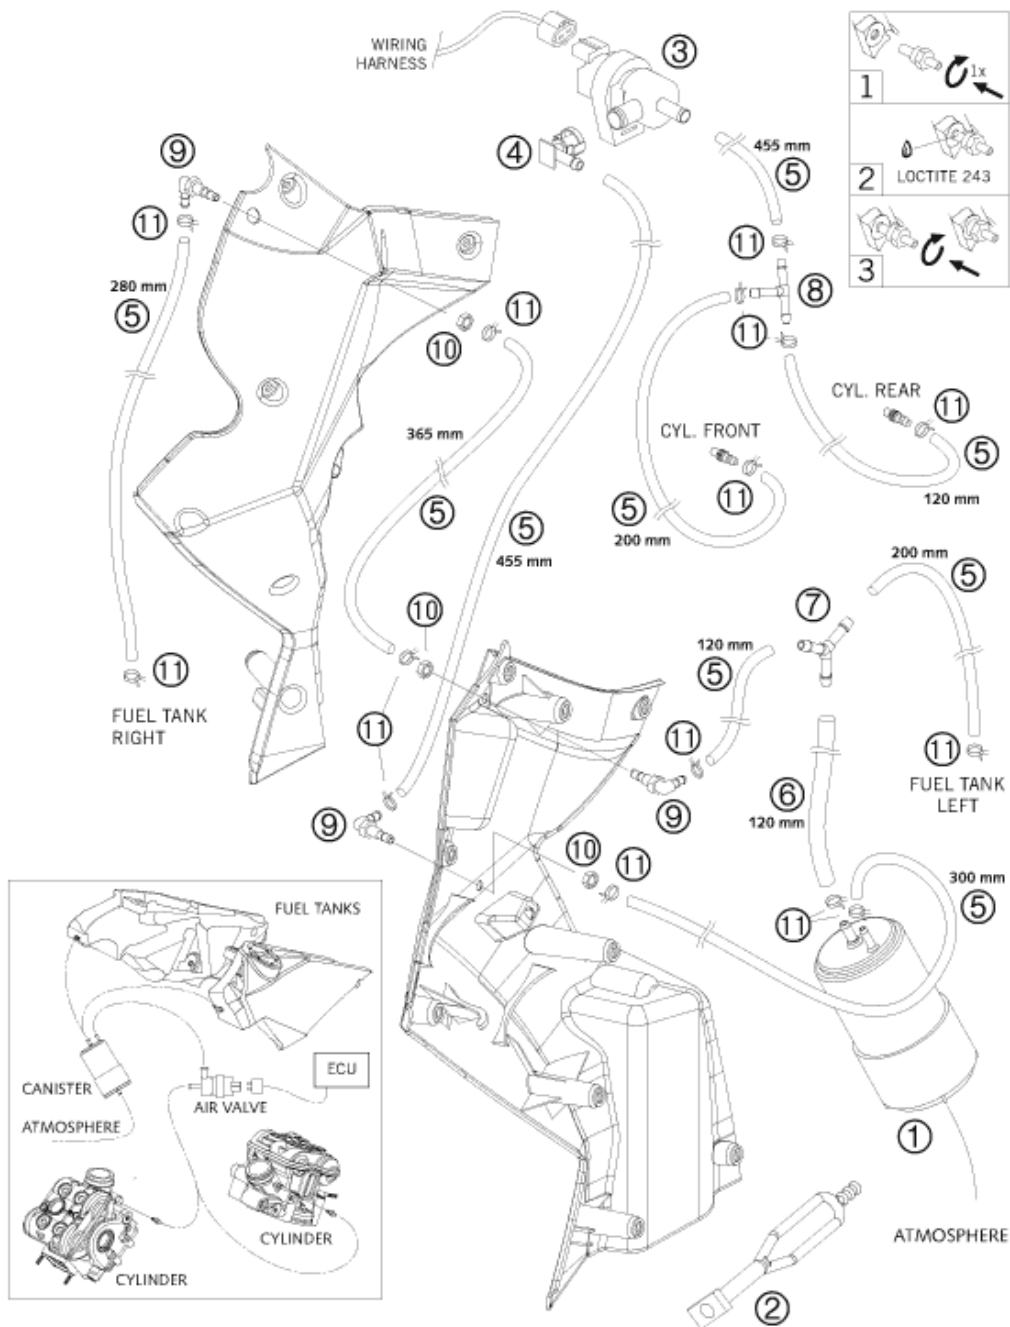 WIRING
HARNESS
③
1
1x
④
455 mm
⑤
2
LOCTITE 243
⑨
⑪
⑪
⑧
3
280 mm
⑤
⑪
⑩
⑪
CYL. REAR
⑪
365 mm
CYL. FRONT
⑤
⑤
⑪
⑤
120 mm
⑤
200 mm
455 mm
200 mm
⑤
⑩
⑦
120 mm
⑤
⑪
FUEL TANK
RIGHT
⑪
⑪
⑪
FUEL TANK
LEFT
⑥
120 mm
⑨
⑨
⑩
⑪
300 mm
⑤
⑪
FUEL TANKS
ECU
CANISTER
AIR VALVE
ATMOSPHERE
①
CYLINDER
CYLINDER
ATMOSPHERE
②